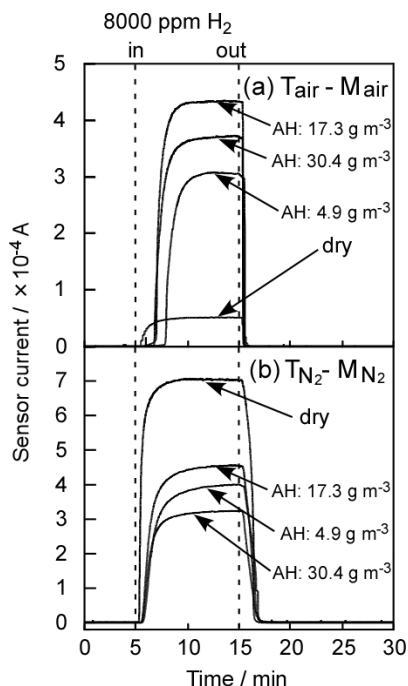 8000 ppm H2
in out
(a) Tair - Mair
AH: 17.3 g m-3
AH: 30.4 g m-3
AH: 4.9 g m-3
dry
5
4
3
2
1
0
Sensor current / ×10-4 A
(b) TN2- MN2
dry
AH: 17.3 g m-3
AH: 4.9 g m-3
AH: 30.4 g m-3
7
6
5
4
3
2
1
0
0 5 10 15 20 25 30
Time / min